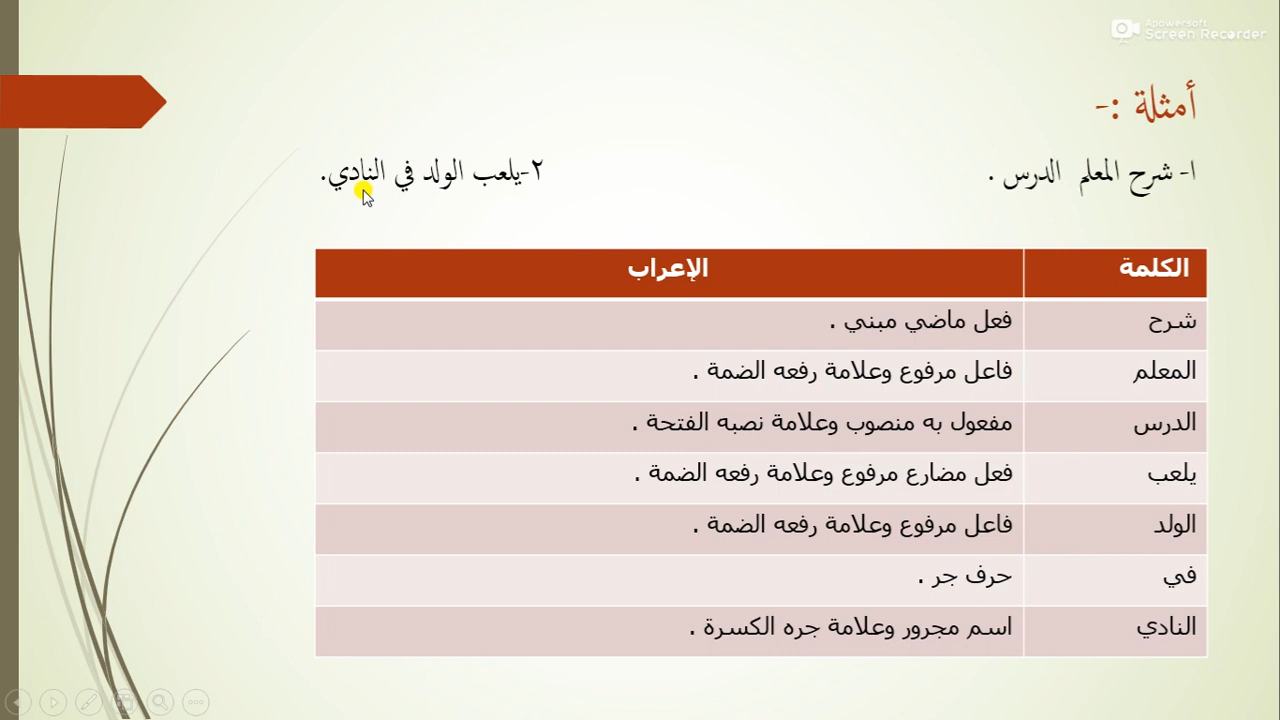 Apowersoft
Screen Recorder
أمثلة :-
١- شرح المعلم الدرس .
٢-يلعب الولد في النادي.
الكلمة الإعراب
شرح فعل ماضي مبني .
المعلم فاعل مرفوع وعلامة رفعه الضمة .
الدرس مفعول به منصوب وعلامة نصبه الفتحة .
يلعب فعل مضارع مرفوع وعلامة رفعه الضمة .
الولد فاعل مرفوع وعلامة رفعه الضمة .
في حرف جر .
النادي اسم مجرور وعلامة جره الكسرة .